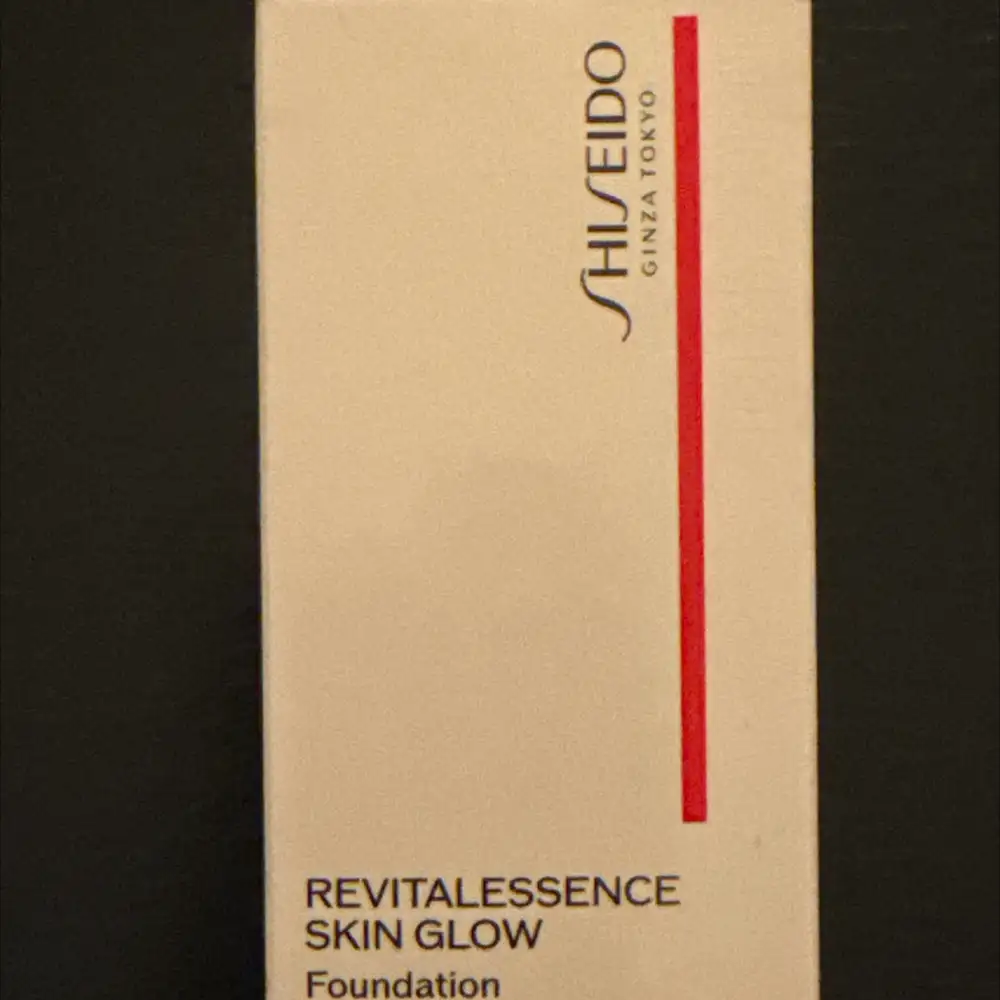 SHISEIDO
GINZA TOKYO
REVITALESSENCE
SKIN GLOW
Foundation